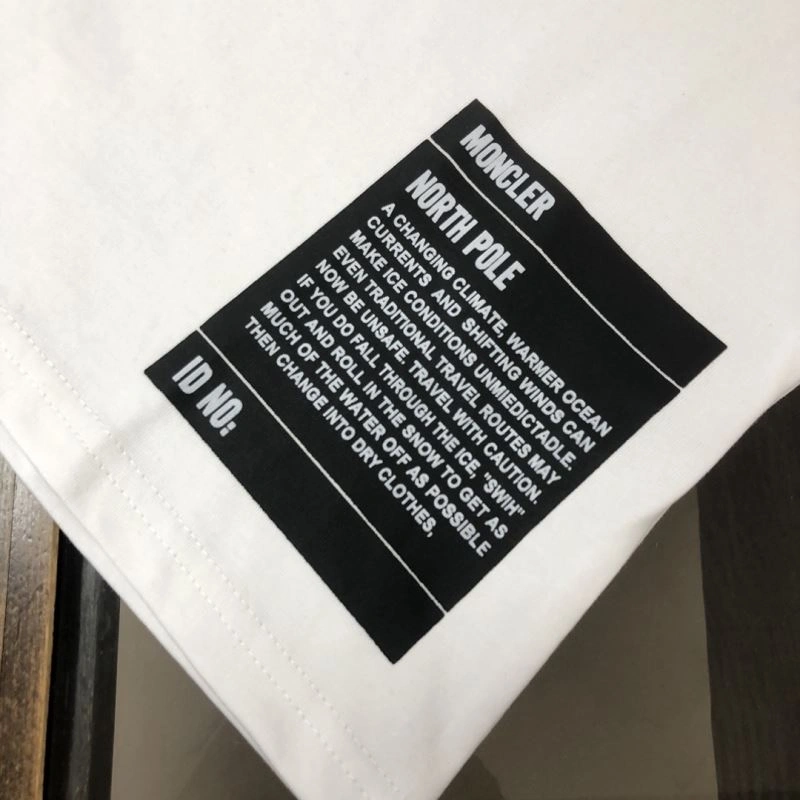 MONCLER
NORTH POLE
A CHANGING CLIMATE, WARMER OCEAN
CURRENTS AND SHIFTING WINDS CAN
MAKE ICE CONDITIONS UNMIEDICTADLE.
EVEN TRADITIONAL TRAVEL ROUTES MAY
NOW BE UNSAFE. TRAVEL WITH CAUTION.
IF YOU DO FALL THROUGH THE ICE, "SWIH"
OUT AND ROLL IN THE SNOW TO GET AS
MUCH OF THE WATER OFF AS POSSIBLE
THEN CHANGE INTO DRY CLOTHES,
ID NO: